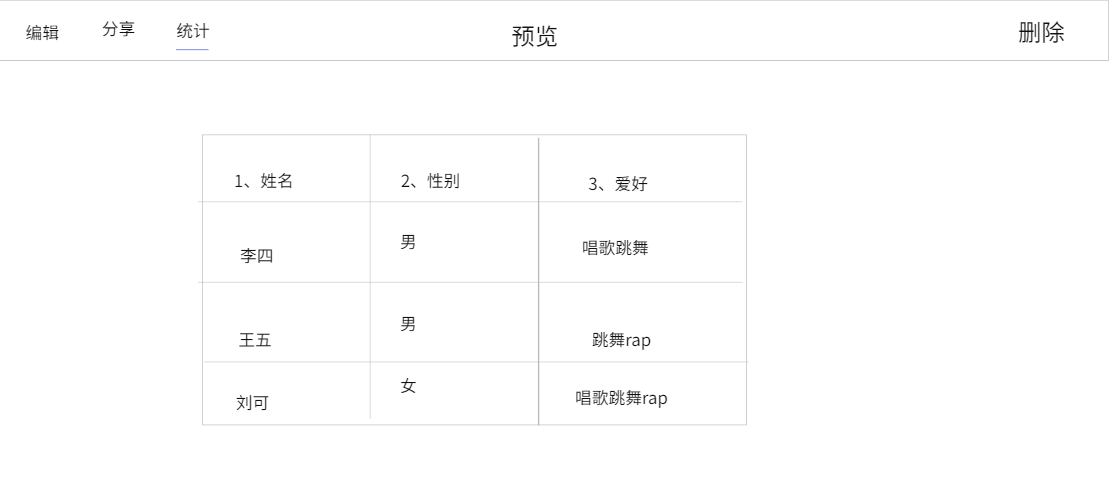 编辑 分享 统计 预览 删除
1、姓名 2、性别 3、爱好
李四 男 唱歌跳舞
王五 男 跳舞rap
刘可 女 唱歌跳舞rap